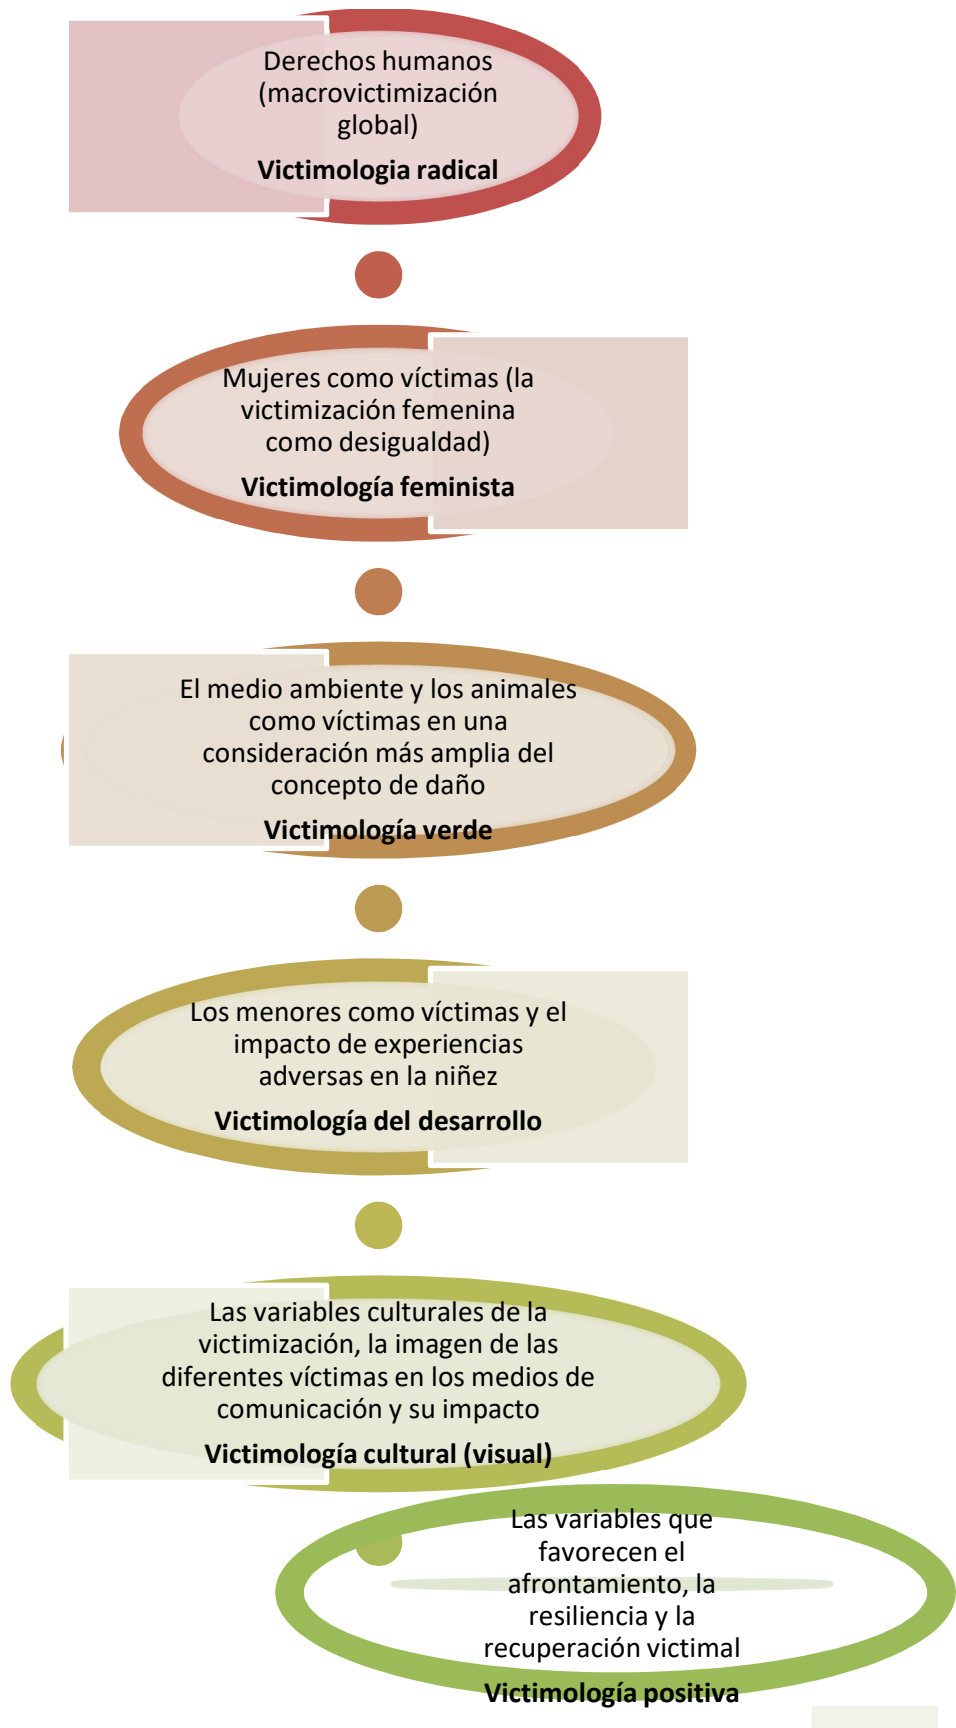 Derechos humanos
(macrovictimización
global)
Victimologia radical
Mujeres como víctimas (la
victimización femenina
como desigualdad)
Victimología feminista
El medio ambiente y los animales
como víctimas en una
consideración más amplia del
concepto de daño
Victimología verde
Los menores como víctimas y el
impacto de experiencias
adversas en la niñez
Victimología del desarrollo
Las variables culturales de la
victimización, la imagen de las
diferentes víctimas en los medios de
comunicación y su impacto
Victimología cultural (visual)
Las variables que
favorecen el
afrontamiento, la
resiliencia y la
recuperación victimal
Victimología positiva